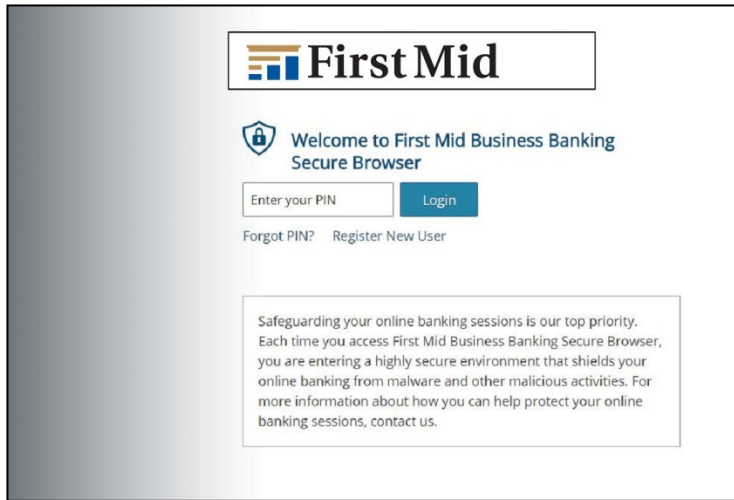 First Mid
Welcome to First Mid Business Banking
Secure Browser
Enter your PIN
Login
Forgot PIN? Register New User
Safeguarding your online banking sessions is our top priority.
Each time you access First Mid Business Banking Secure Browser,
you are entering a highly secure environment that shields your
online banking from malware and other malicious activities. For
more information about how you can help protect your online
banking sessions, contact us.